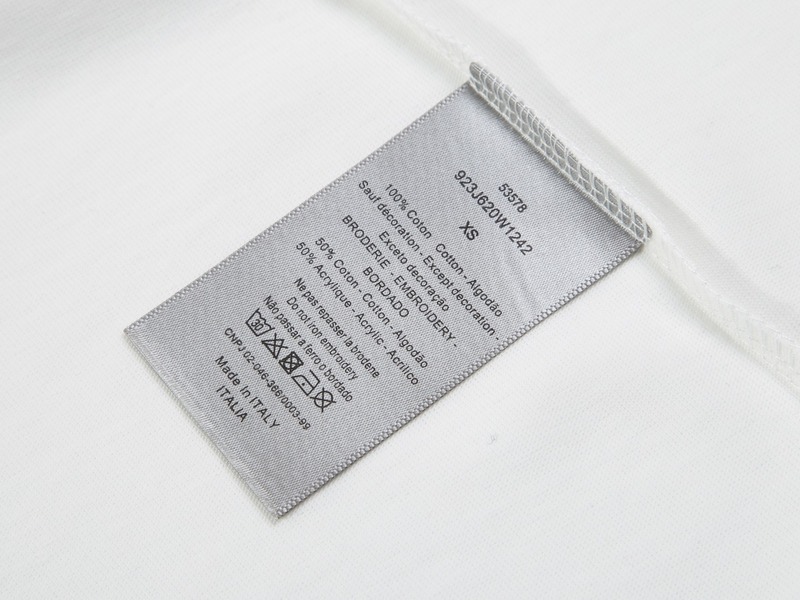 53578
923J620W1242
XS
100% Coton Cotton - Algodão
Sauf décoration - Except decoration -
Exceto decoração
BRODERIE - EMBROIDERY -
BORDADO
50% Coton - Cotton - Algodão
50% Acrylique - Acrylic - Acrílico
Ne pas repasser la broderie
Do not iron embroidery
Não passar a ferro o bordado
30
CNPJ 02-046-366/0003-99
Made In ITALY
ITALIA